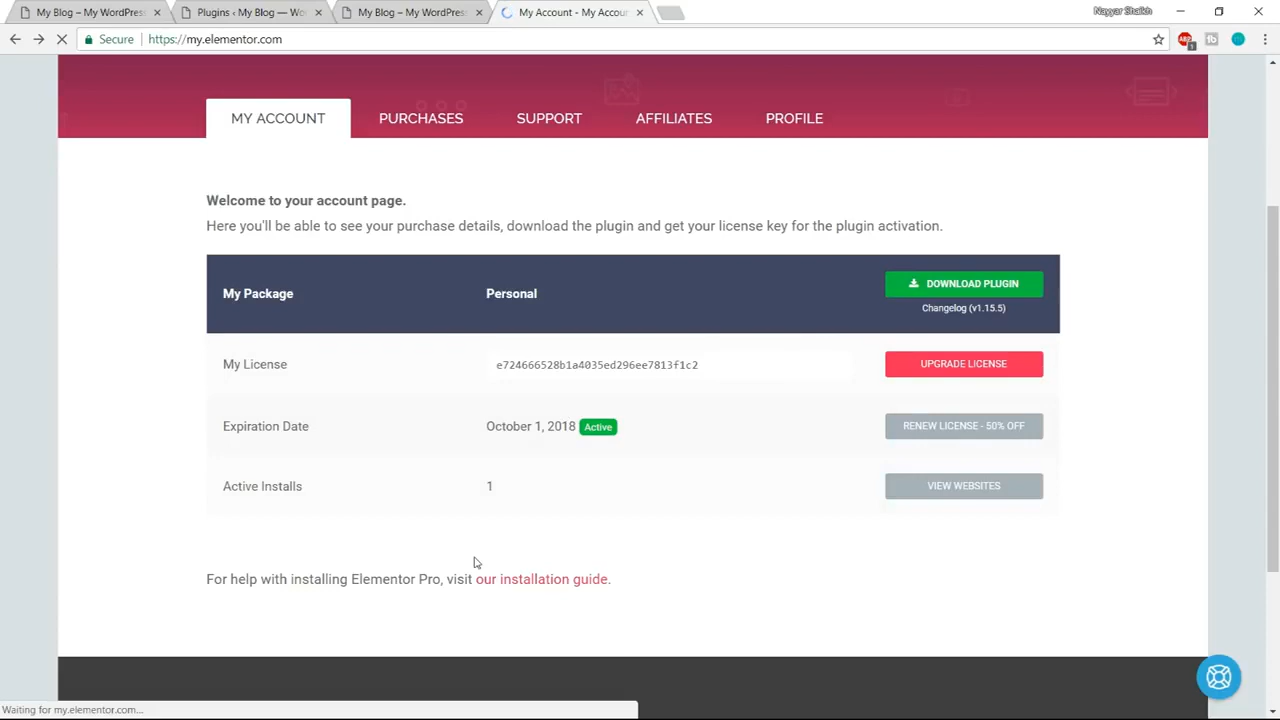 My Blog – My WordPress
Plugins ‹ My Blog — Wo
My Blog – My WordPress
My Account - My Accou
Nayyar Shaikh
Secure
https://my.elementor.com
MY ACCOUNT
PURCHASES
SUPPORT
AFFILIATES
PROFILE
Welcome to your account page.
Here you'll be able to see your purchase details, download the plugin and get your license key for the plugin activation.
My Package
Personal
DOWNLOAD PLUGIN
Changelog (v1.15.5)
My License
e724666528b1a4035ed296ee7813f1c2
UPGRADE LICENSE
Expiration Date
October 1, 2018
Active
RENEW LICENSE - 50% OFF
Active Installs
1
VIEW WEBSITES
For help with installing Elementor Pro, visit our installation guide.
Waiting for my.elementor.com...